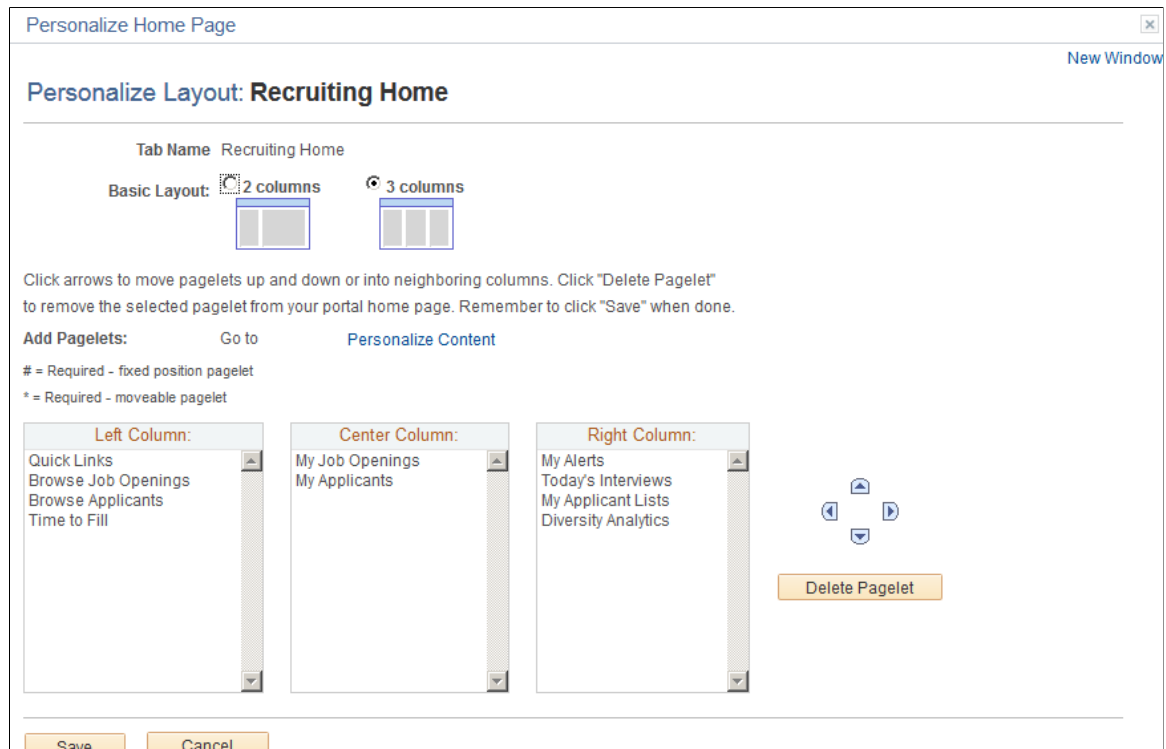 Personalize Home Page
New Window
Personalize Layout: Recruiting Home
Tab Name Recruiting Home
Basic Layout: 2 columns 3 columns
Click arrows to move pagelets up and down or into neighboring columns. Click "Delete Pagelet"
to remove the selected pagelet from your portal home page. Remember to click "Save" when done.
Add Pagelets: Go to Personalize Content
# = Required - fixed position pagelet
* = Required - moveable pagelet
Left Column:
Quick Links
Browse Job Openings
Browse Applicants
Time to Fill
Center Column:
My Job Openings
My Applicants
Right Column:
My Alerts
Today's Interviews
My Applicant Lists
Diversity Analytics
Delete Pagelet
Save Cancel